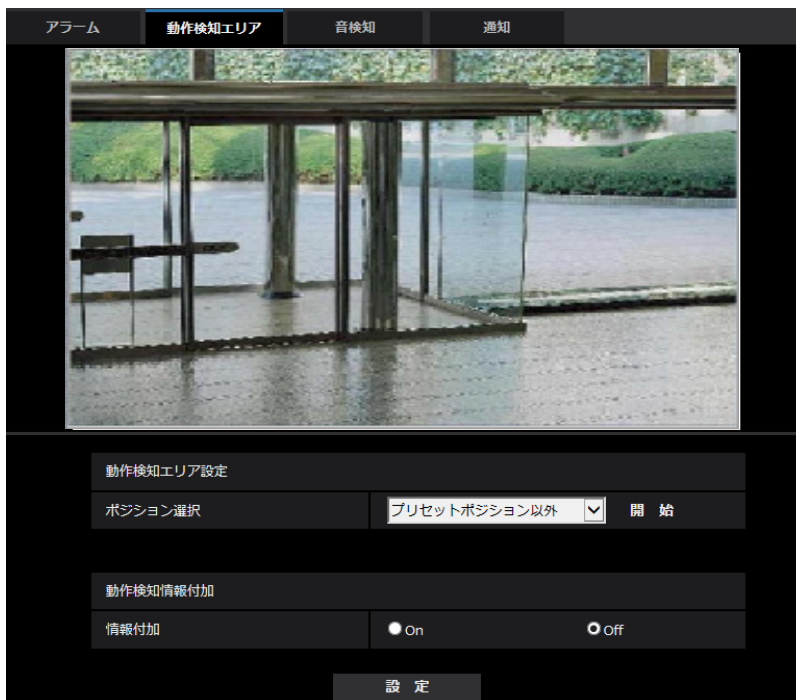 アラーム 動作検知エリア 音検知 通知
動作検知エリア設定
ポジション選択 プリセットポジション以外 開 始
動作検知情報付加
情報付加 On Off
設 定